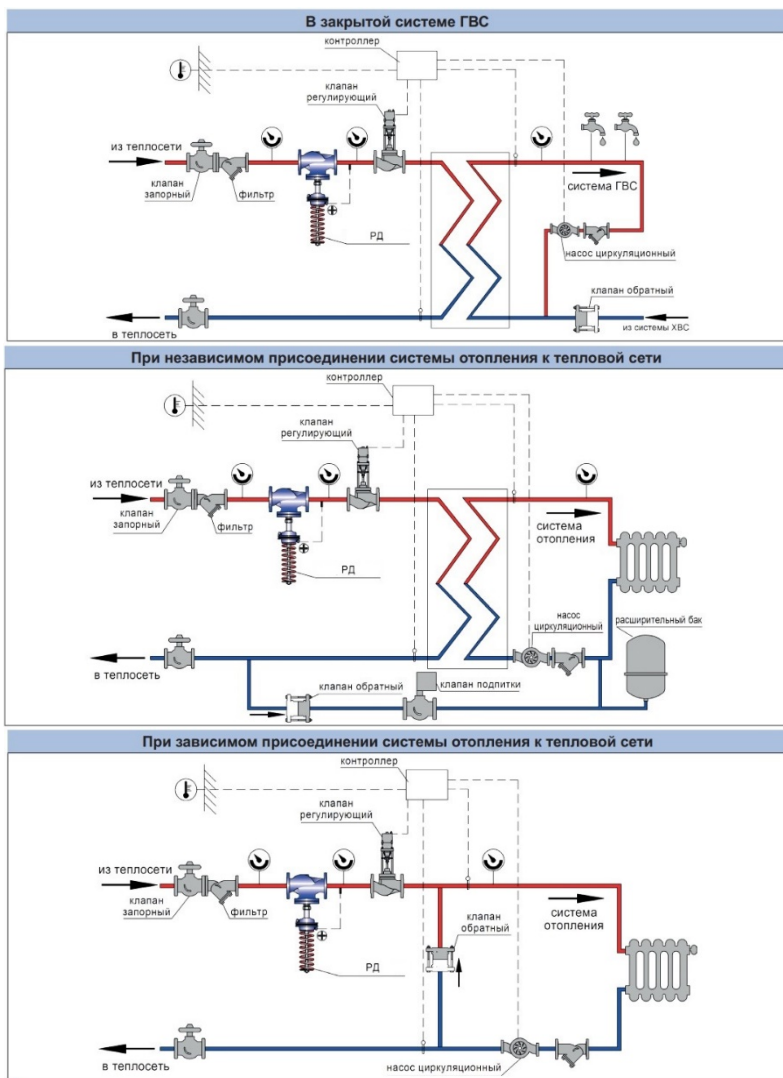 В закрытой системе ГВС
контроллер
клапан
регулирующий
из теплосети
клапан
запорный
фильтр
РД
система ГВС
насос циркуляционный
клапан обратный
в теплосеть
из системы ХВС
При независимом присоединении системы отопления к тепловой сети
контроллер
клапан
регулирующий
из теплосети
клапан
запорный
фильтр
РД
система
отопления
насос
циркуляционный
расширительный бак
в теплосеть
клапан обратный
клапан подпитки
При зависимом присоединении системы отопления к тепловой сети
контроллер
клапан
регулирующий
из теплосети
клапан
запорный
фильтр
РД
клапан
обратный
система
отопления
в теплосеть
насос циркуляционный